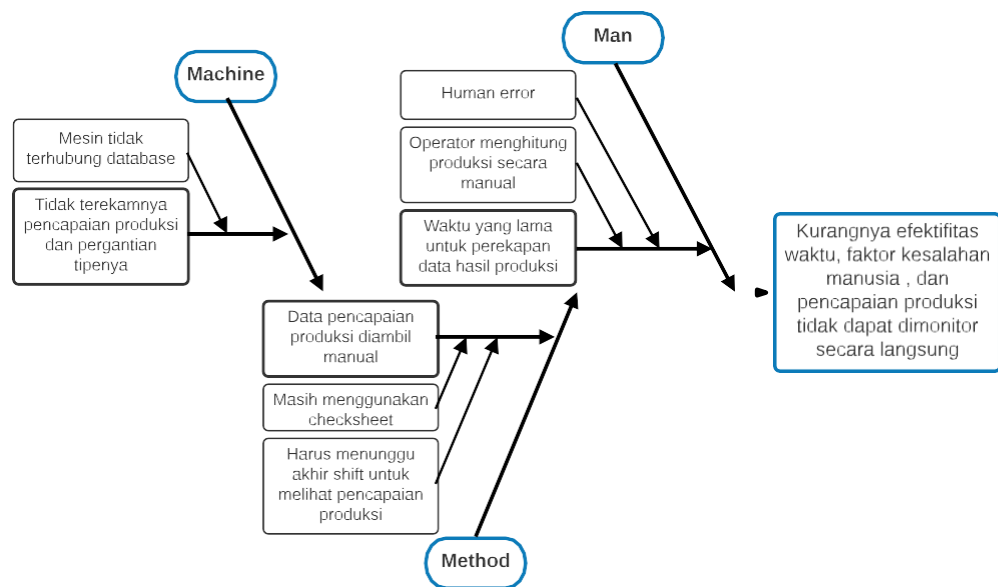 Man
Machine
Human error
Mesin tidak
terhubung database
Operator menghitung
produksi secara
manual
Tidak terekamnya
pencapaian produksi
dan pergantian
tipenya
Waktu yang lama
untuk perekapan
data hasil produksi
Kurangnya efektifitas
waktu, faktor kesalahan
manusia , dan
pencapaian produksi
tidak dapat dimonitor
secara langsung
Data pencapaian
produksi diambil
manual
Masih menggunakan
checksheet
Harus menunggu
akhir shift untuk
melihat pencapaian
produksi
Method